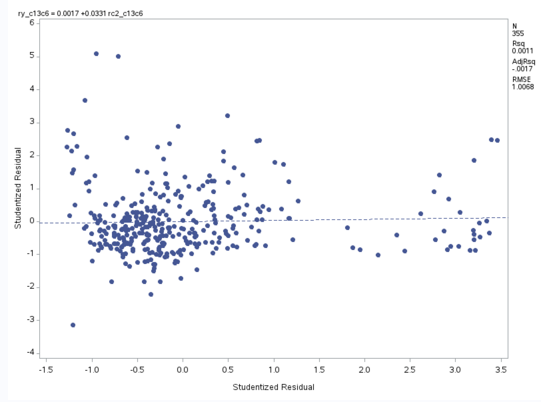 ry_c13c6 = 0.0017 +0.0331 rc2_c13c6
N
355
Rsq
0.0011
AdjRsq
-.0017
RMSE
1.0068
6
5
4
3
2
1
0
-1
-2
-3
-4
Studentized Residual
-1.5 -1.0 -0.5 0.0 0.5 1.0 1.5 2.0 2.5 3.0 3.5
Studentized Residual